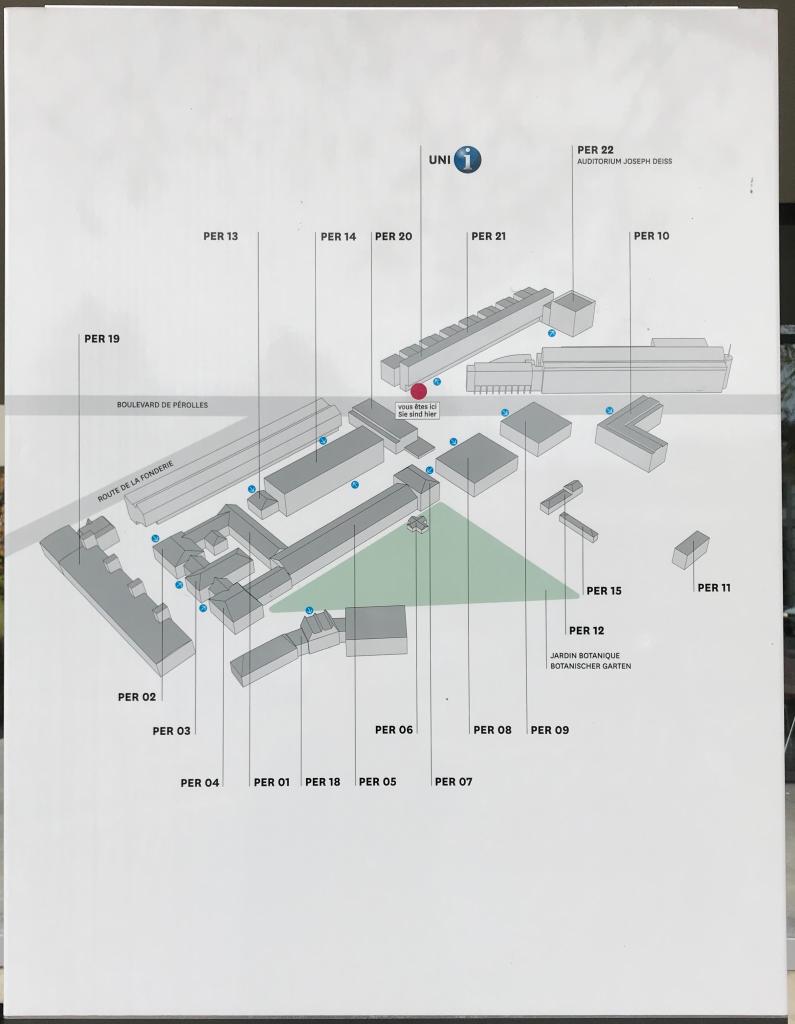 UNI i
PER 22
AUDITORIUM JOSEPH DEISS
PER 13
PER 14
PER 20
PER 21
PER 10
PER 19
BOULEVARD DE PÉROLLES
vous êtes ici
Sie sind hier
ROUTE DE LA FONDERIE
PER 15
PER 11
PER 12
JARDIN BOTANIQUE
BOTANISCHER GARTEN
PER 02
PER 03
PER 06
PER 08
PER 09
PER 04
PER 01
PER 18
PER 05
PER 07